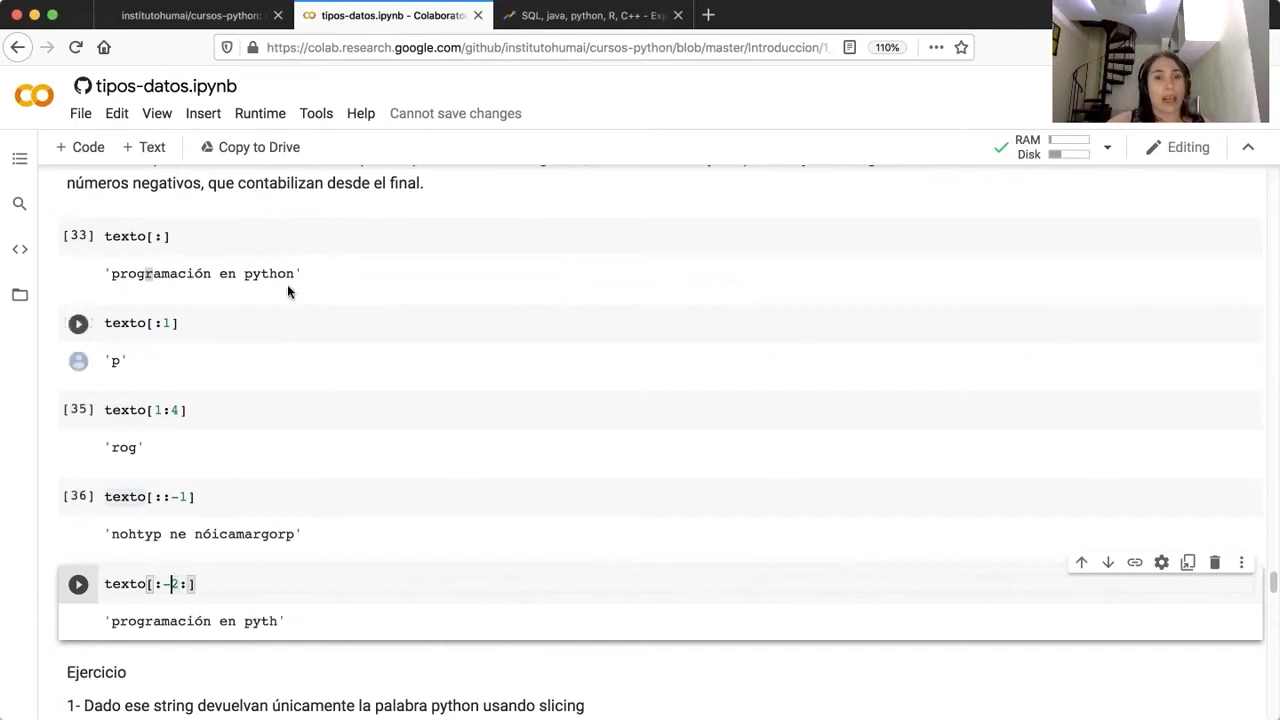 institutohumai/cursos-python:
tipos-datos.ipynb - Colaborato
SQL, java, python, R, C++ - Exp
https://colab.research.google.com/github/institutohumai/cursos-python/blob/master/Introduccion/1_
110%
tipos-datos.ipynb
File Edit View Insert Runtime Tools Help Cannot save changes
+ Code + Text Copy to Drive
RAM
Disk
Editing
números negativos, que contabilizan desde el final.
[33] texto[:]
'programación en python'
texto[:1]
'p'
[35] texto[1:4]
'rog'
[36] texto[::-1]
'nohtyp ne nóicamargorp'
texto[:-2:]
'programación en pyth'
Ejercicio
1- Dado ese string devuelvan únicamente la palabra python usando slicing